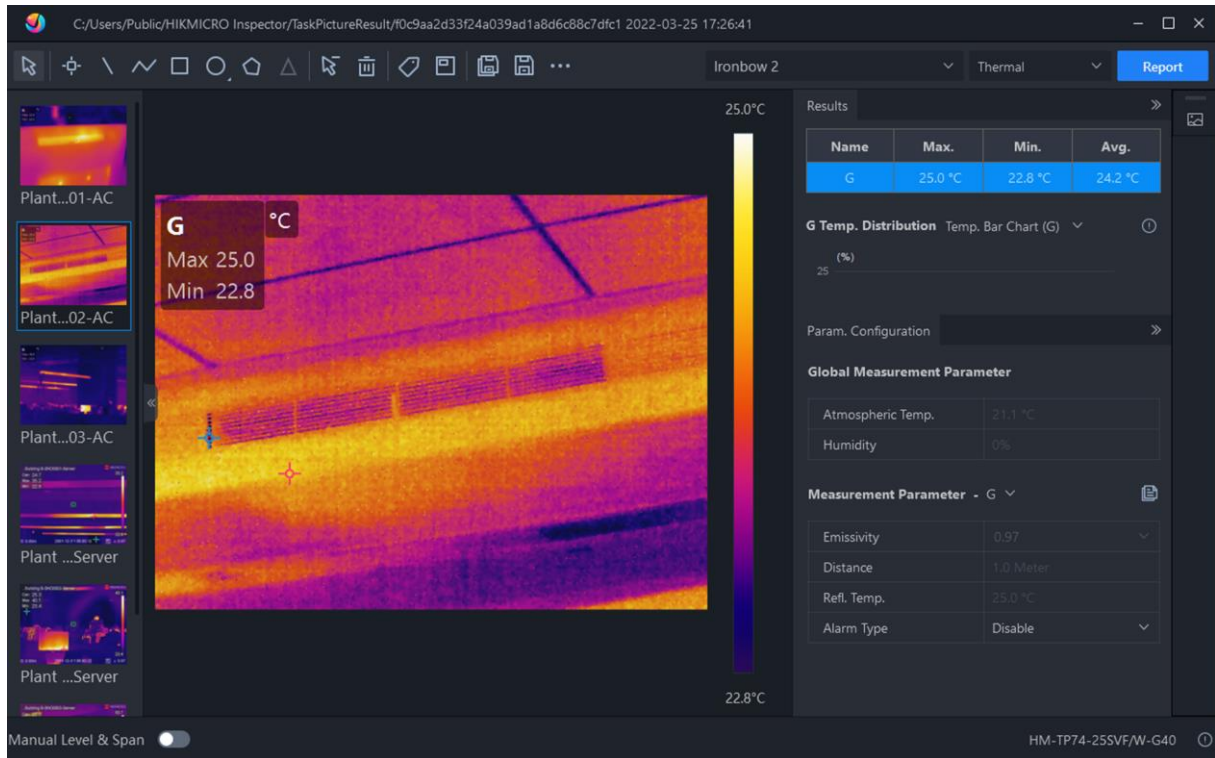 C:/Users/Public/HIKMICRO Inspector/TaskPictureResult/f0c9aa2d33f24a039ad1a8d6c88c7dfc1 2022-03-25 17:26:41
Ironbow 2
Thermal
Report
Plant...01-AC
Plant...02-AC
Plant...03-AC
Plant ...Server
Plant ...Server
G
°C
Max 25.0
Min 22.8
25.0°C
22.8°C
Results
Name Max. Min. Avg.
G 25.0 °C 22.8 °C 24.2 °C
G Temp. Distribution Temp. Bar Chart (G)
(%)
25
Param. Configuration
Global Measurement Parameter
Atmospheric Temp. 21.1 °C
Humidity 0%
Measurement Parameter - G
Emissivity 0.97
Distance 1.0 Meter
Refl. Temp. 25.0 °C
Alarm Type Disable
Manual Level & Span
HM-TP74-25SVF/W-G40